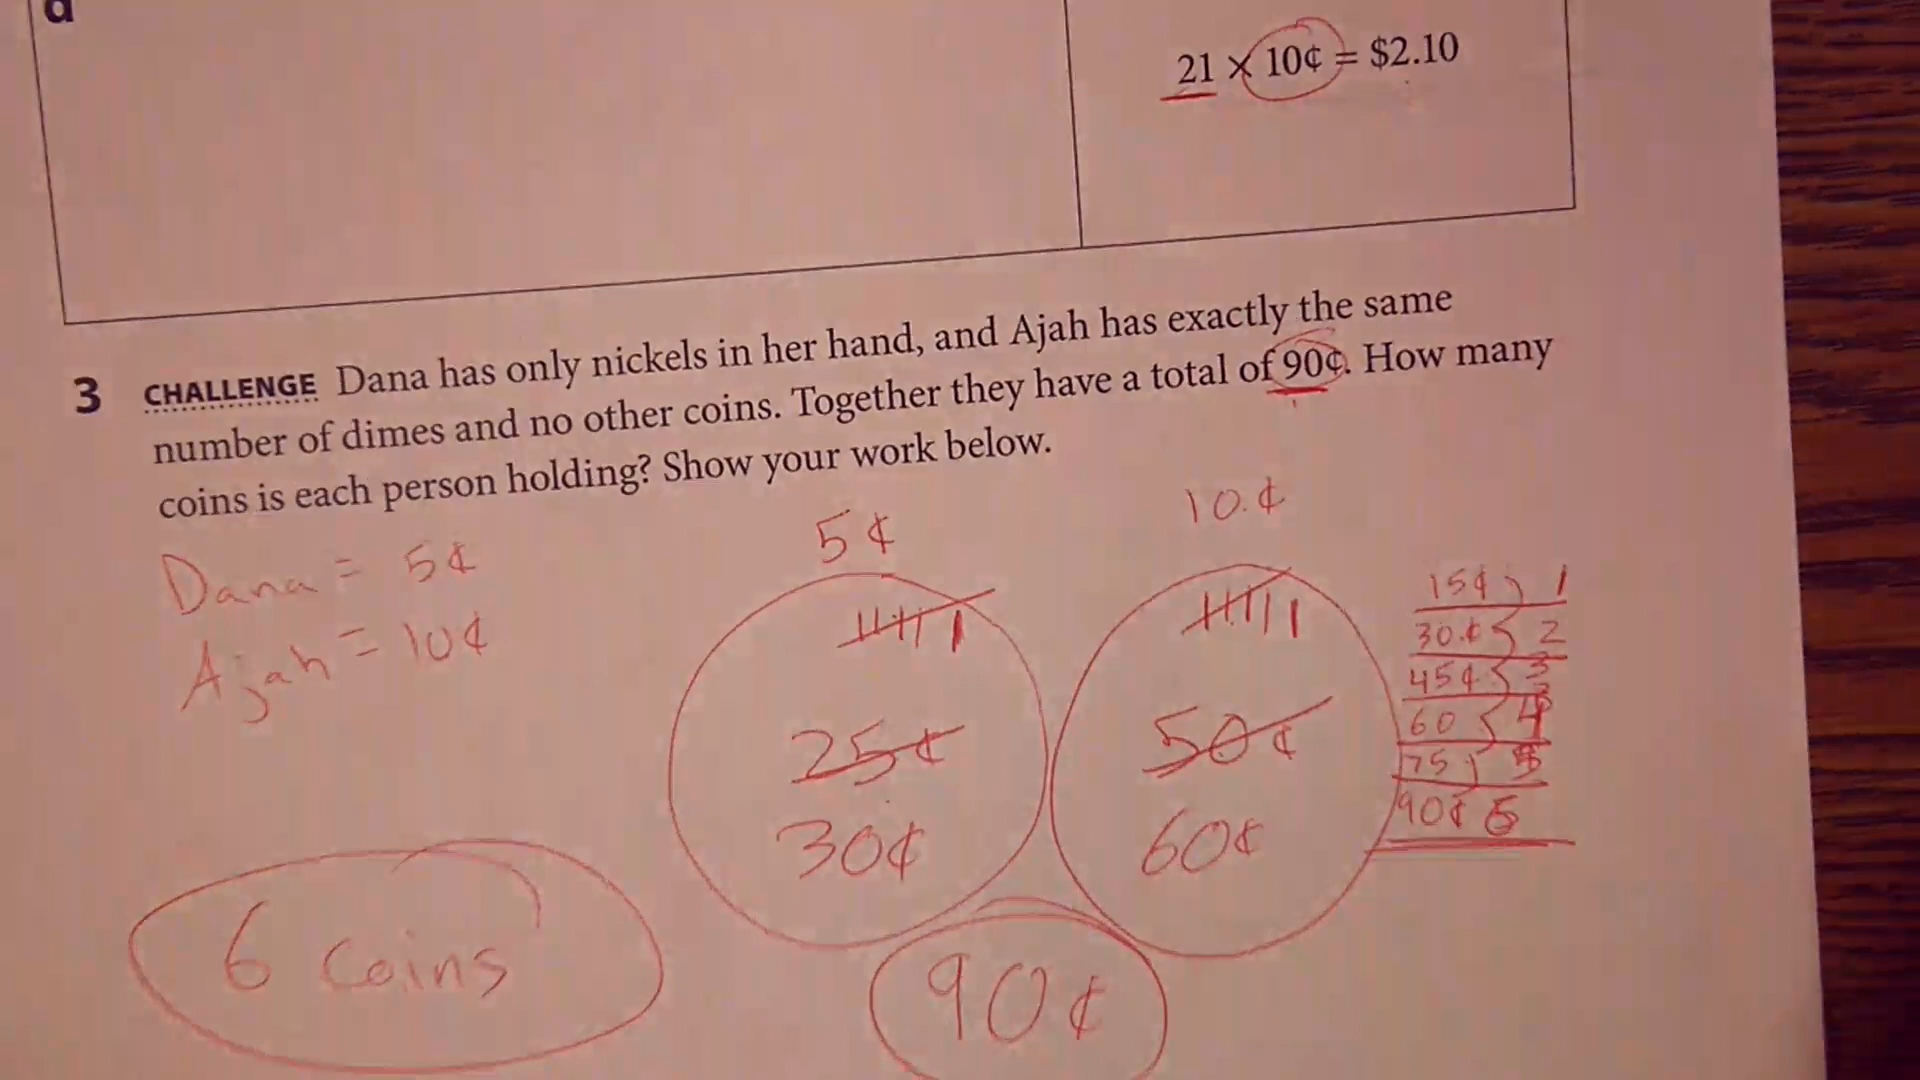 d
21 × 10¢ = $2.10
3 CHALLENGE Dana has only nickels in her hand, and Ajah has exactly the same
number of dimes and no other coins. Together they have a total of 90¢. How many
coins is each person holding? Show your work below.
Dana = 5¢
Ajah = 10¢
5¢
25¢
30¢
10.¢
50¢
60¢
15¢ 1
30.¢ 2
45¢ 3
60 4
75 5
90¢ 6
6 coins
90¢